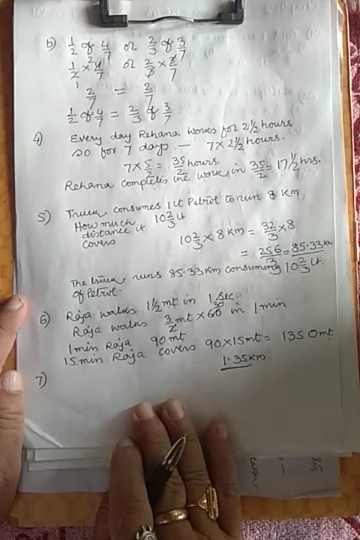 b) 1/2 of 4/7 or 2/3 of 3/7
1/2 × 4/7 or 2/3 × 3/7
2/7 = 2/7
1/2 of 4/7 = 2/3 of 3/7
4) Every day Rehana works for 2 1/2 hours
So for 7 days — 7 × 2 1/2 hours.
7 × 5/2 = 35/2 hours.
Rehana completes the work in 35/2 = 17 1/2 hrs.
5) Truck consumes 1 lt Petrol to run 8 km
How much distance it covers 10 2/3 lt
10 2/3 × 8 km = 32/3 × 8
= 256/3 = 85.33 km
The truck runs 85.33 km consuming 10 2/3 lt
of Petrol.
6) Raja walks 1 1/2 mt in 1 sec.
Raja walks 3/2 mt × 60 in 1 min
1 min Raja 90 mt
15 min Raja covers 90 × 15 mt = 1350 mt
1.35 km
7)